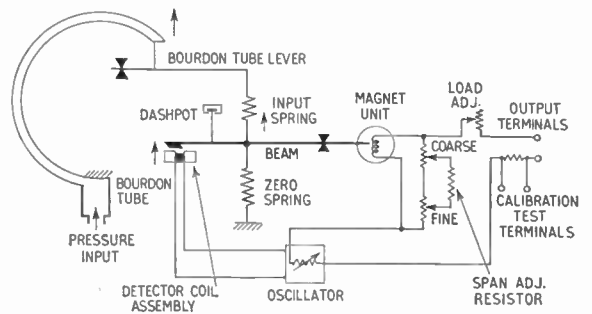 BOURDON TUBE LEVER
DASHPOT
INPUT
SPRING
MAGNET
UNIT
LOAD
ADJ.
OUTPUT
TERMINALS
COARSE
BEAM
BOURDON
TUBE
ZERO
SPRING
FINE
CALIBRATION
TEST
TERMINALS
PRESSURE
INPUT
DETECTOR COIL
ASSEMBLY
OSCILLATOR
SPAN ADJ.
RESISTOR